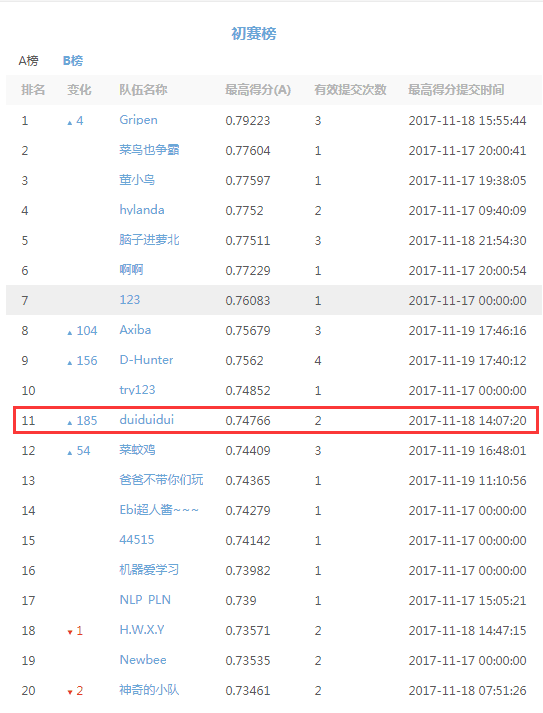 初赛榜
A榜 B榜
排名 变化 队伍名称 最高得分(A) 有效提交次数 最高得分提交时间
1 ▲ 4 Gripen 0.79223 3 2017-11-18 15:55:44
2 菜鸟也争霸 0.77604 1 2017-11-17 20:00:41
3 董小鸟 0.77597 1 2017-11-17 19:38:05
4 hylanda 0.7752 2 2017-11-17 09:40:09
5 脑子进萝北 0.77511 3 2017-11-18 21:54:30
6 啊啊 0.77229 1 2017-11-17 20:00:54
7 123 0.76083 1 2017-11-17 00:00:00
8 ▲ 104 Axiba 0.75679 3 2017-11-19 17:46:16
9 ▲ 156 D-Hunter 0.7562 4 2017-11-19 17:40:12
10 try123 0.74852 1 2017-11-17 00:00:00
11 ▲ 185 duiduidui 0.74766 2 2017-11-18 14:07:20
12 ▲ 54 菜蚊鸡 0.74409 3 2017-11-19 16:48:01
13 爸爸不带你们玩 0.74365 1 2017-11-19 11:10:56
14 Ebi超人酱~~~ 0.74279 1 2017-11-17 00:00:00
15 44515 0.74142 1 2017-11-17 00:00:00
16 机器爱学习 0.73982 1 2017-11-17 00:00:00
17 NLP PLN 0.739 1 2017-11-17 15:05:21
18 ▼ 1 H.W.X.Y 0.73571 2 2017-11-18 14:47:15
19 Newbee 0.73535 2 2017-11-17 00:00:00
20 ▼ 2 神奇的小队 0.73461 2 2017-11-18 07:51:26